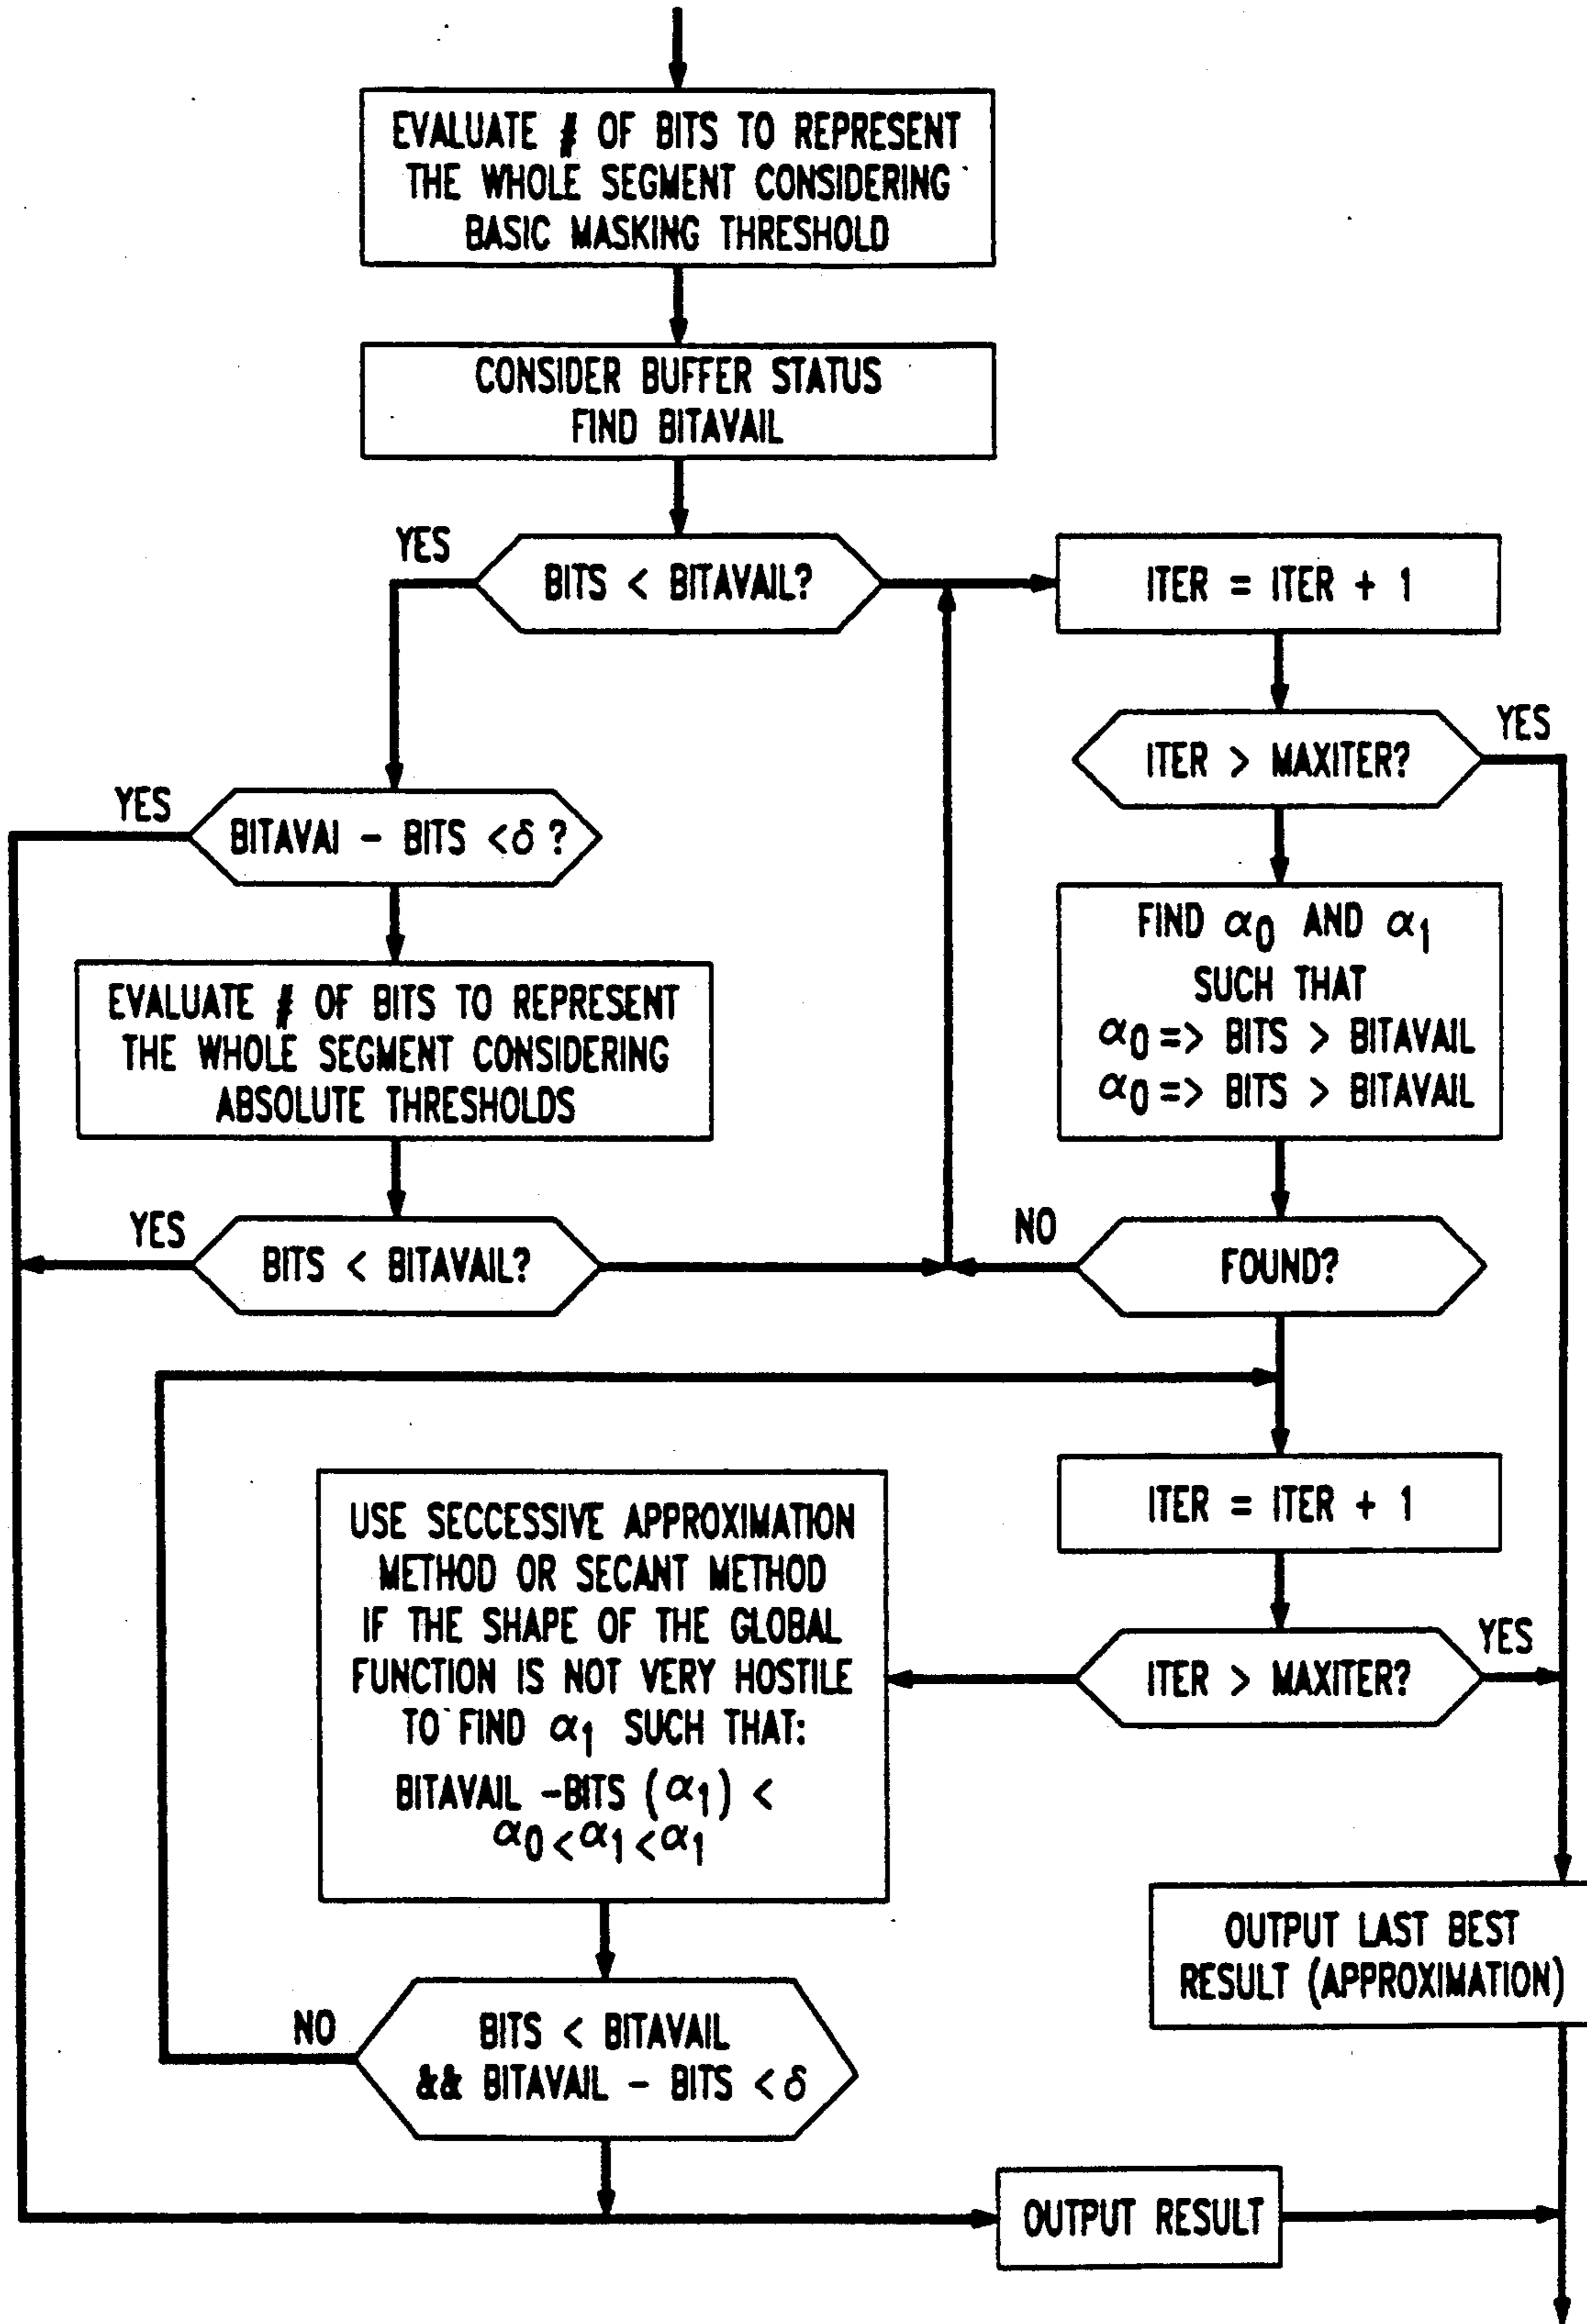 EVALUATE # OF BITS TO REPRESENT
THE WHOLE SEGMENT CONSIDERING
BASIC MASKING THRESHOLD
CONSIDER BUFFER STATUS
FIND BITAVAIL
YES
BITS < BITAVAIL?
ITER = ITER + 1
ITER > MAXITER?
YES
YES
BITAVAI - BITS <δ ?
FIND α0 AND α1
SUCH THAT
α0 => BITS > BITAVAIL
α0 => BITS > BITAVAIL
EVALUATE # OF BITS TO REPRESENT
THE WHOLE SEGMENT CONSIDERING
ABSOLUTE THRESHOLDS
YES
BITS < BITAVAIL?
NO
FOUND?
ITER = ITER + 1
USE SECCESSIVE APPROXIMATION
METHOD OR SECANT METHOD
IF THE SHAPE OF THE GLOBAL
FUNCTION IS NOT VERY HOSTILE
TO FIND α1 SUCH THAT:
BITAVAIL -BITS (α1) <
α0<α1<α1
ITER > MAXITER?
YES
OUTPUT LAST BEST
RESULT (APPROXIMATION)
NO
BITS < BITAVAIL
&& BITAVAIL - BITS <δ
OUTPUT RESULT